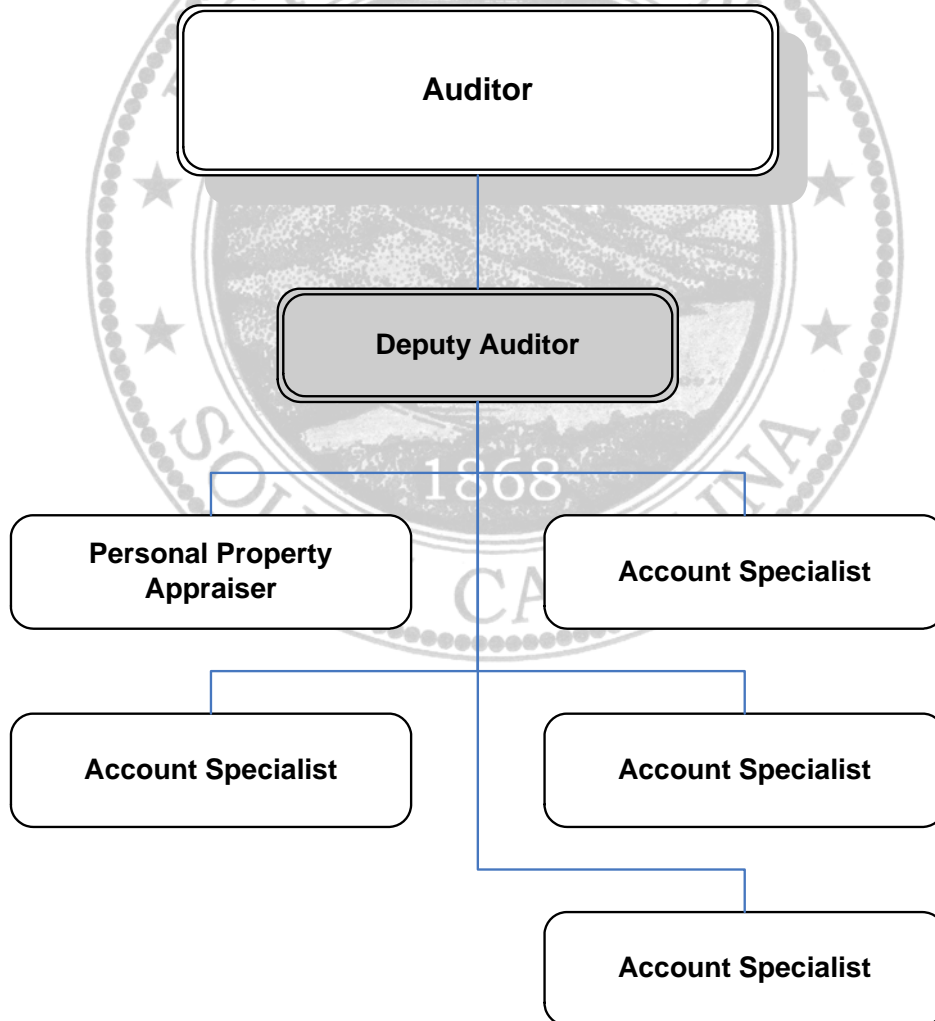 Auditor
Deputy Auditor
1868
Personal Property
Appraiser
Account Specialist
Account Specialist
Account Specialist
Account Specialist